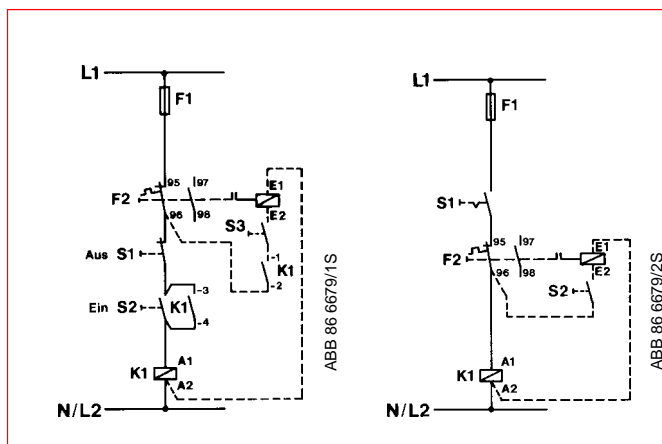 L1
F1
95
97
F2
E1
96
98
E2
S3
Aus S1
-1
K1
-2
-3
Ein S2
K1
-4
A1
K1
A2
N/L2
ABB 86 6679/1S
L1
F1
S1
95
97
F2
E1
96
98
E2
S2
A1
K1
A2
N/L2
ABB 86 6679/2S